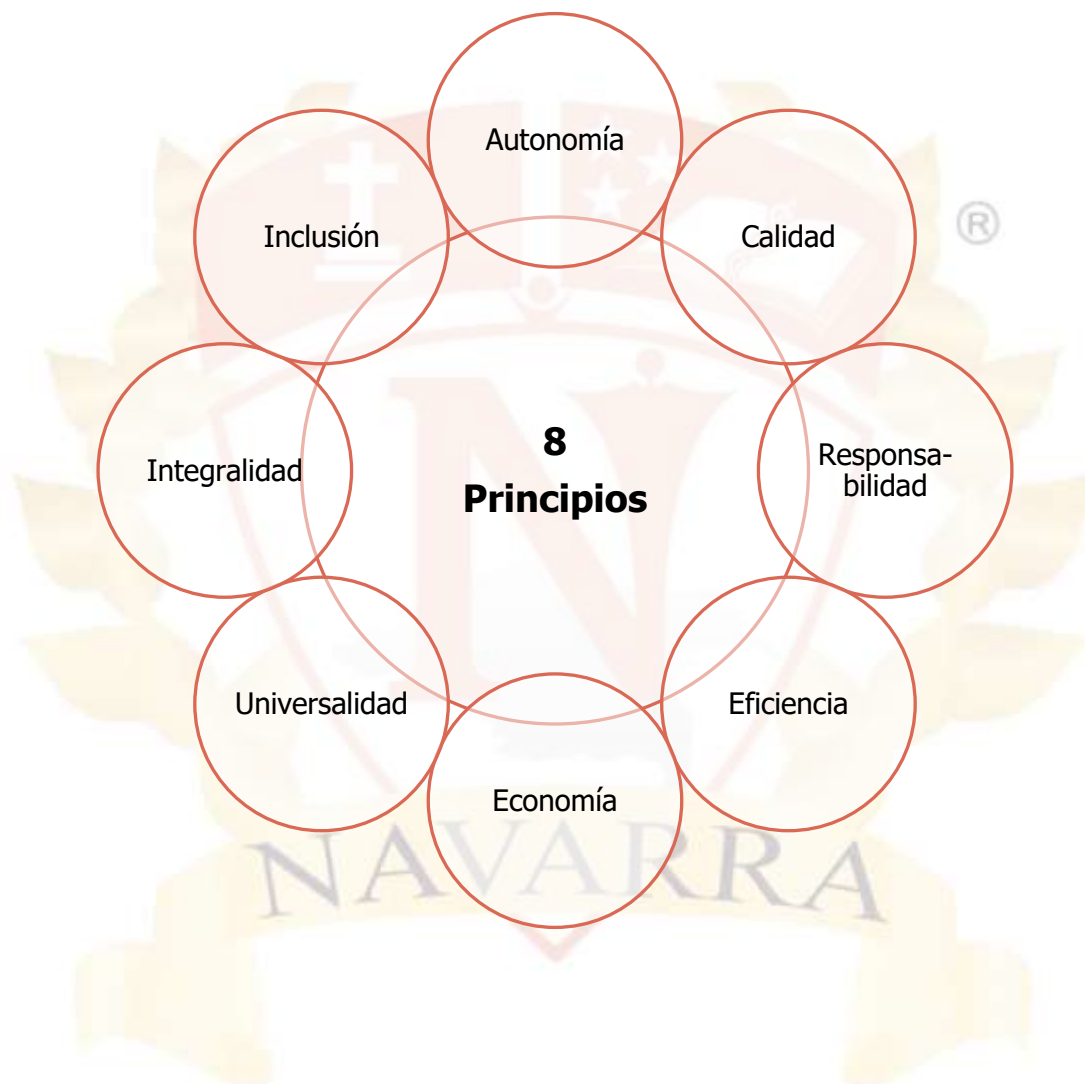 Autonomía
Inclusión
Calidad
®
8
Principios
Integralidad
Responsa-
bilidad
Universalidad
Eficiencia
Economía
N
NAVARRA